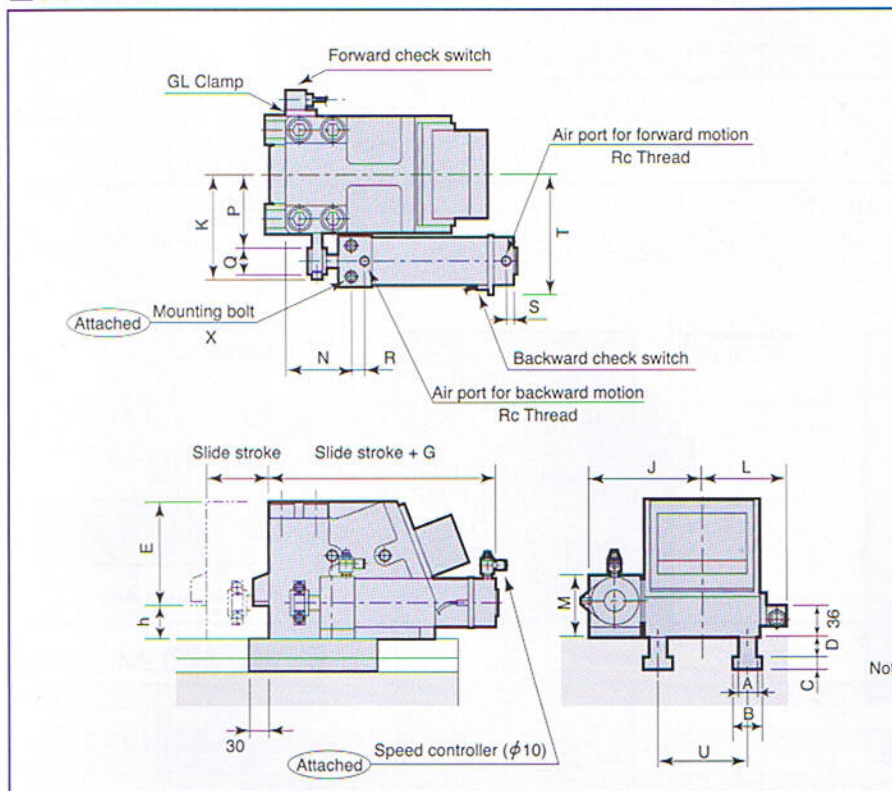 Forward check switch
GL Clamp
Air port for forward motion
Rc Thread
K
P
Q
T
S
Mounting bolt
Attached
X
N
R
Backward check switch
Air port for backward motion
Rc Thread
Slide stroke
Slide stroke + G
J
L
E
h
M
36
D
C
A
B
U
30
Attached
Speed controller (φ10)